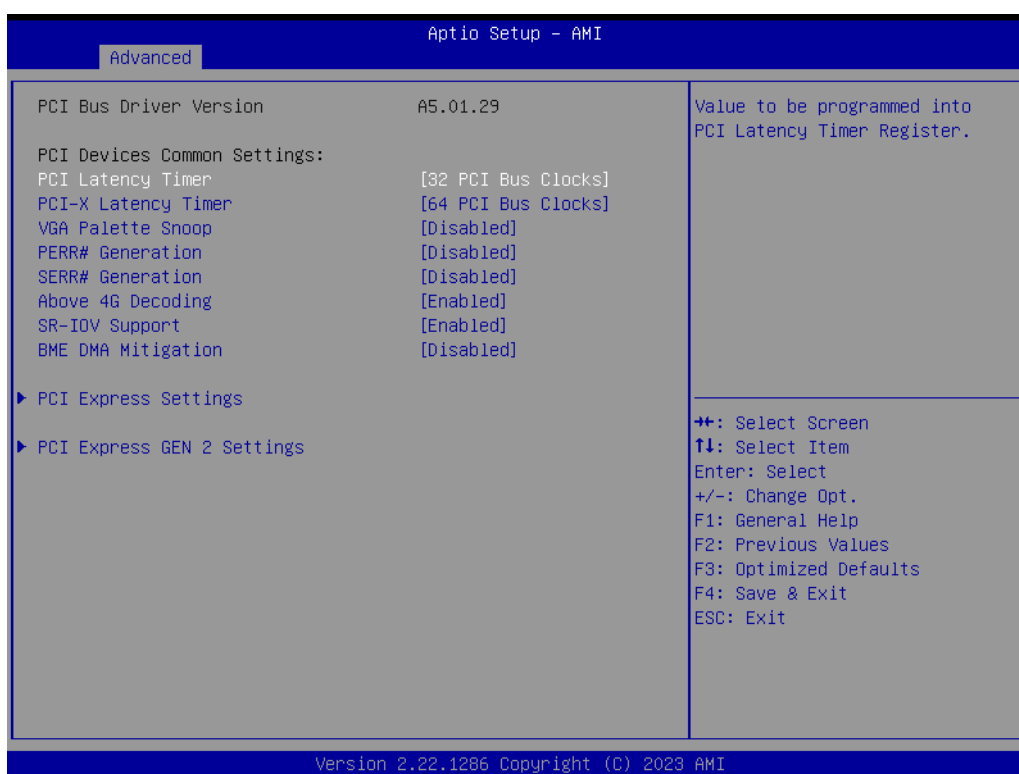 Aptio Setup – AMI
Advanced
PCI Bus Driver Version A5.01.29
PCI Devices Common Settings:
PCI Latency Timer [32 PCI Bus Clocks]
PCI-X Latency Timer [64 PCI Bus Clocks]
VGA Palette Snoop [Disabled]
PERR# Generation [Disabled]
SERR# Generation [Disabled]
Above 4G Decoding [Enabled]
SR-IOV Support [Enabled]
BME DMA Mitigation [Disabled]
▶ PCI Express Settings
▶ PCI Express GEN 2 Settings
Value to be programmed into
PCI Latency Timer Register.
→←: Select Screen
↑↓: Select Item
Enter: Select
+/-: Change Opt.
F1: General Help
F2: Previous Values
F3: Optimized Defaults
F4: Save & Exit
ESC: Exit
Version 2.22.1286 Copyright (C) 2023 AMI